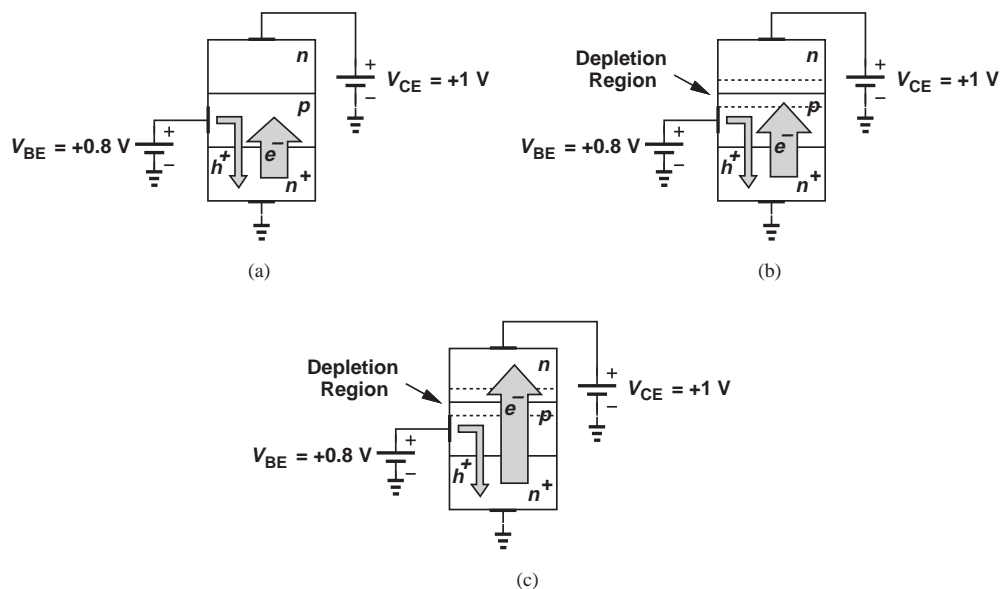 n
+
−
V_CE = +1 V
p
+
−
V_BE = +0.8 V
h⁺
e⁻
n⁺
(a)
Depletion
Region
n
+
−
V_CE = +1 V
p
+
−
V_BE = +0.8 V
h⁺
e⁻
n⁺
(b)
Depletion
Region
n
+
−
V_CE = +1 V
e⁻
p
+
−
V_BE = +0.8 V
h⁺
n⁺
(c)